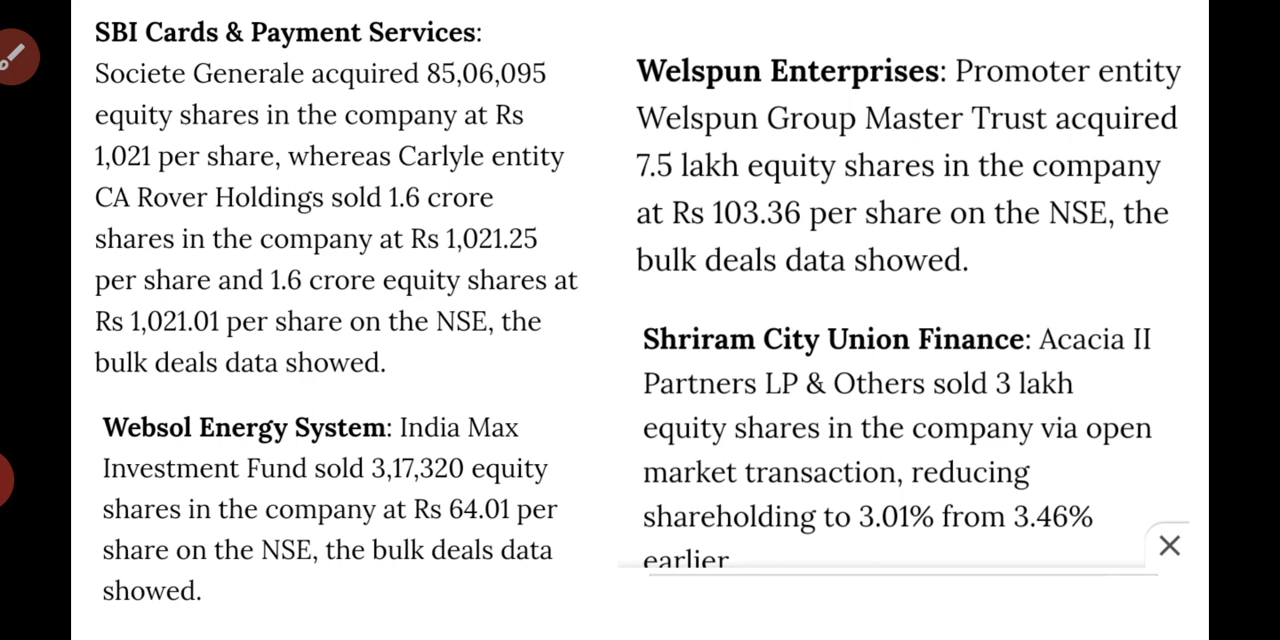 SBI Cards & Payment Services:
Societe Generale acquired 85,06,095
equity shares in the company at Rs
1,021 per share, whereas Carlyle entity
CA Rover Holdings sold 1.6 crore
shares in the company at Rs 1,021.25
per share and 1.6 crore equity shares at
Rs 1,021.01 per share on the NSE, the
bulk deals data showed.
Websol Energy System: India Max
Investment Fund sold 3,17,320 equity
shares in the company at Rs 64.01 per
share on the NSE, the bulk deals data
showed.
Welspun Enterprises: Promoter entity
Welspun Group Master Trust acquired
7.5 lakh equity shares in the company
at Rs 103.36 per share on the NSE, the
bulk deals data showed.
Shriram City Union Finance: Acacia II
Partners LP & Others sold 3 lakh
equity shares in the company via open
market transaction, reducing
shareholding to 3.01% from 3.46%
earlier